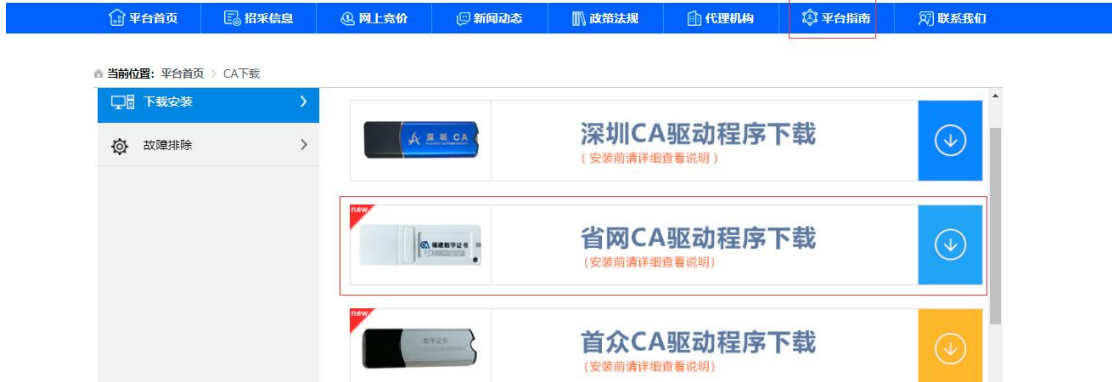 平台首页 招采信息 网上竞价 新闻动态 政策法规 代理机构 平台指南 联系我们
当前位置：平台首页 > CA下载
下载安装
故障排除
深圳CA
深圳CA驱动程序下载
(安装前请详细查看说明)
new
福建数字证书
省网CA驱动程序下载
(安装前请详细查看说明)
new
数字证书
首众CA驱动程序下载
(安装前请详细查看说明)